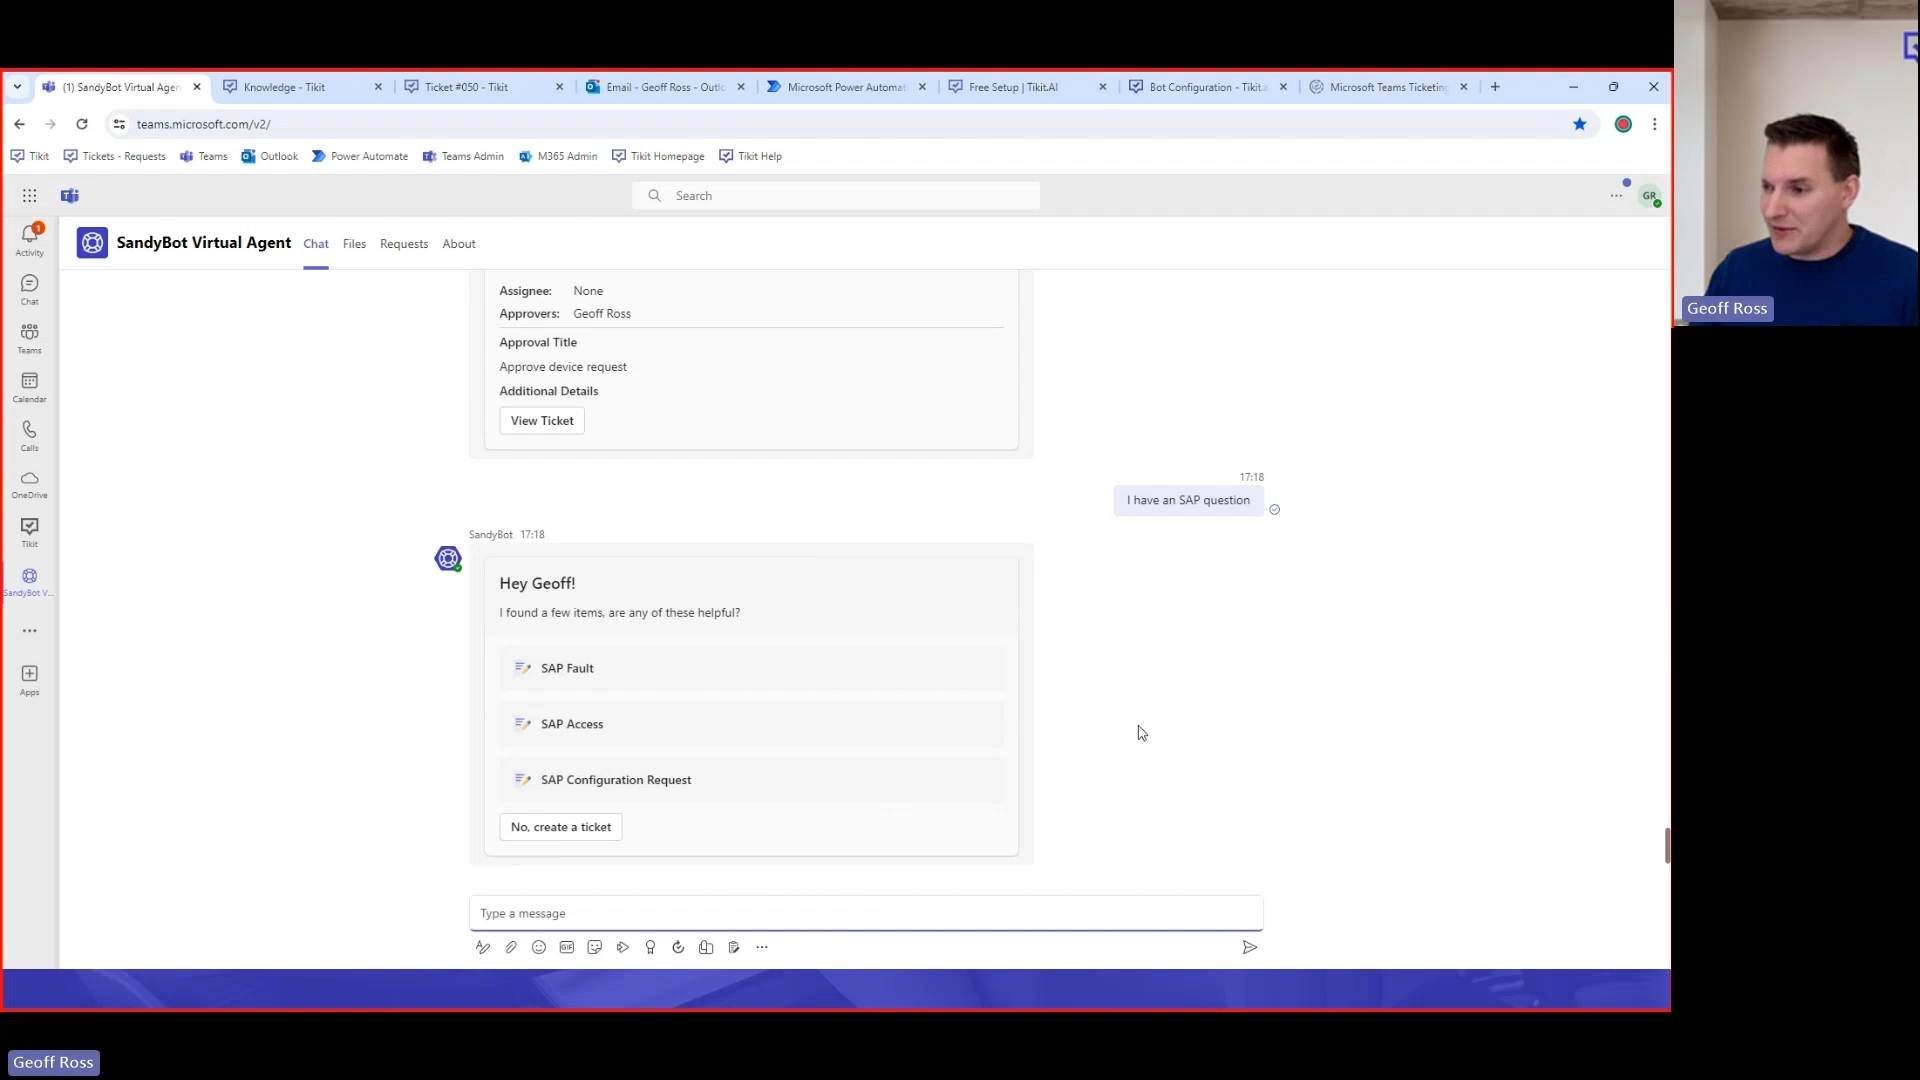 (1) SandyBot Virtual Agen
Knowledge - Tikit
Ticket #050 - Tikit
Email - Geoff Ross - Outlo
Microsoft Power Automat
Free Setup | Tikit.AI
Bot Configuration - Tikit.a
Microsoft Teams Ticketing
teams.microsoft.com/v2/
Tikit
Tickets - Requests
Teams
Outlook
Power Automate
Teams Admin
M365 Admin
Tikit Homepage
Tikit Help
Search
GR
1
Activity
Chat
Teams
Calendar
Calls
OneDrive
Tikit
SandyBot V...
Apps
SandyBot Virtual Agent
Chat
Files
Requests
About
Assignee: None
Approvers: Geoff Ross
Approval Title
Approve device request
Additional Details
View Ticket
17:18
I have an SAP question
SandyBot 17:18
Hey Geoff!
I found a few items, are any of these helpful?
SAP Fault
SAP Access
SAP Configuration Request
No, create a ticket
Type a message
GIF
Geoff Ross
Geoff Ross